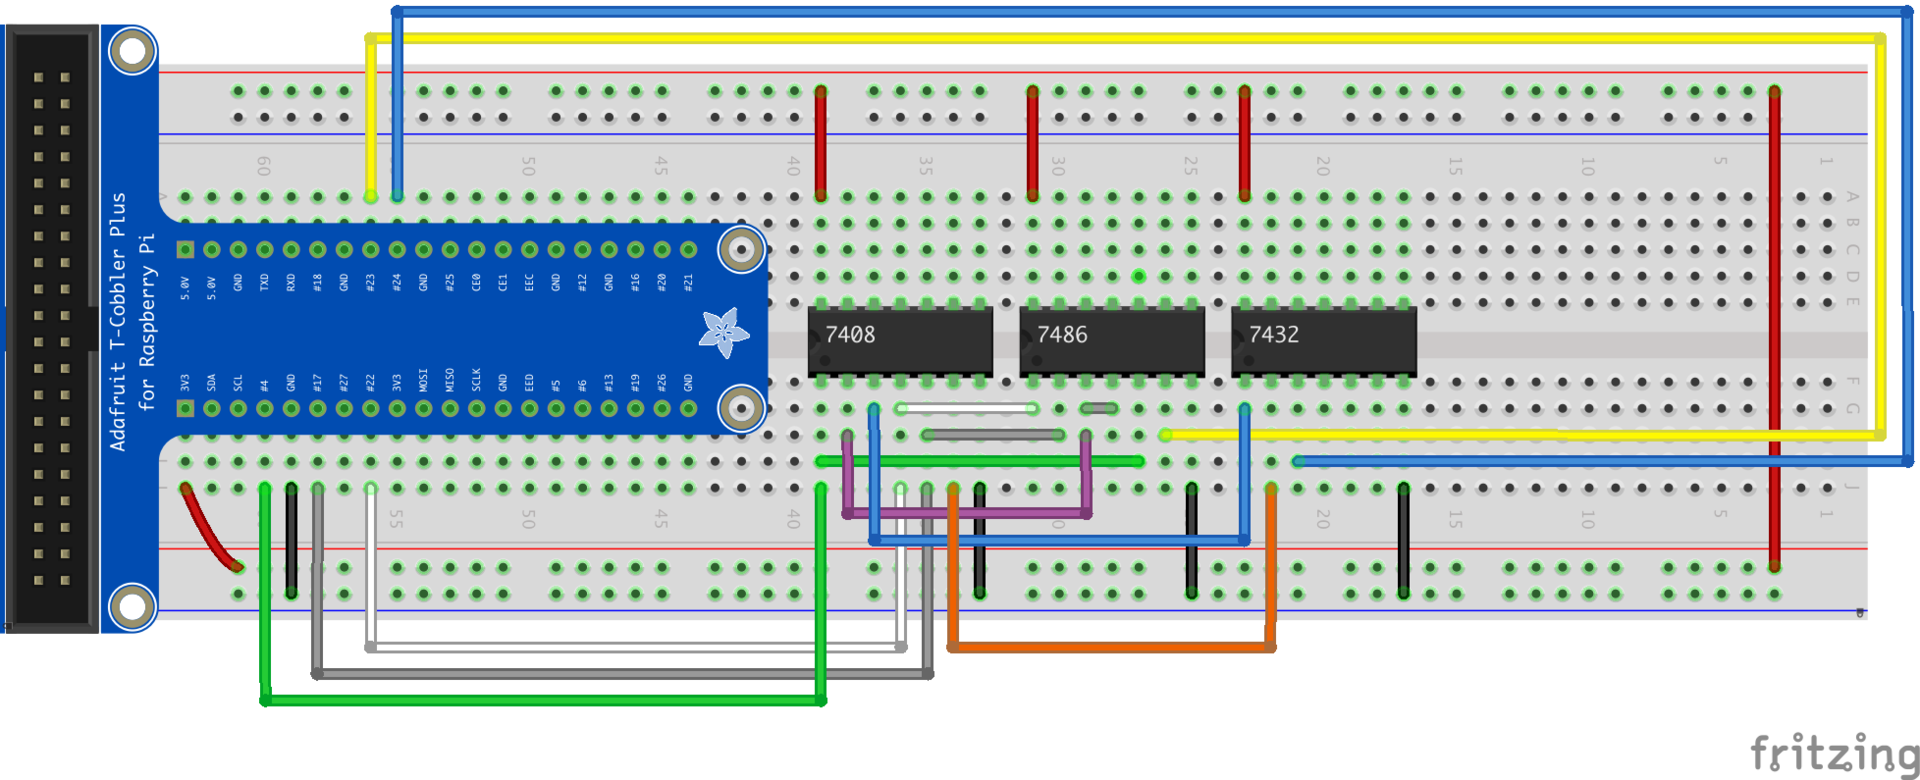 60 50 45 40 35 30 25 20 15 10 5 1
A
B
C
D
E
Adafruit T-Cobbler Plus
for Raspberry Pi
5.0V 5.0V GND TXD RXD #18 GND #23 #24 GND #25 CE0 CE1 EEC GND #12 GND #16 #20 #21
7408 7486 7432
3V3 SDA SCL #4 GND #17 #27 #22 3V3 MOSI MISO SCLK GND EED #5 #6 #13 #19 #26 GND
F
G
J
55 50 45 40 20 15 10 5 1
fritzing